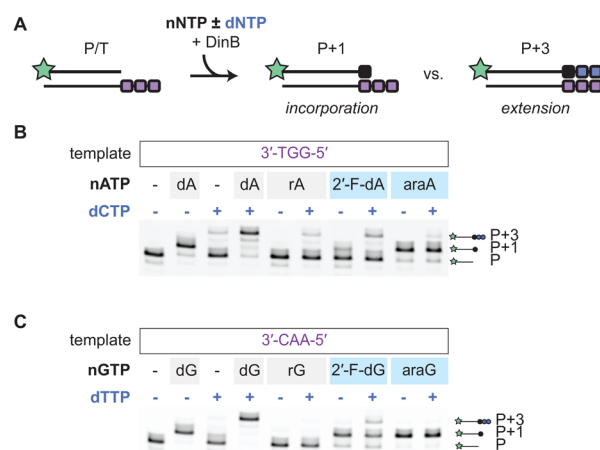 A
P/T
nNTP ± dNTP
+ DinB
P+1
P+3
incorporation
vs.
extension
B
template 3′-TGG-5′
nATP - dA - dA rA 2′-F-dA araA
dCTP - - + + - + - + - +
P+3
P+1
P
C
template 3′-CAA-5′
nGTP - dG - dG rG 2′-F-dG araG
dTTP - - + + - + - + - +
P+3
P+1
P